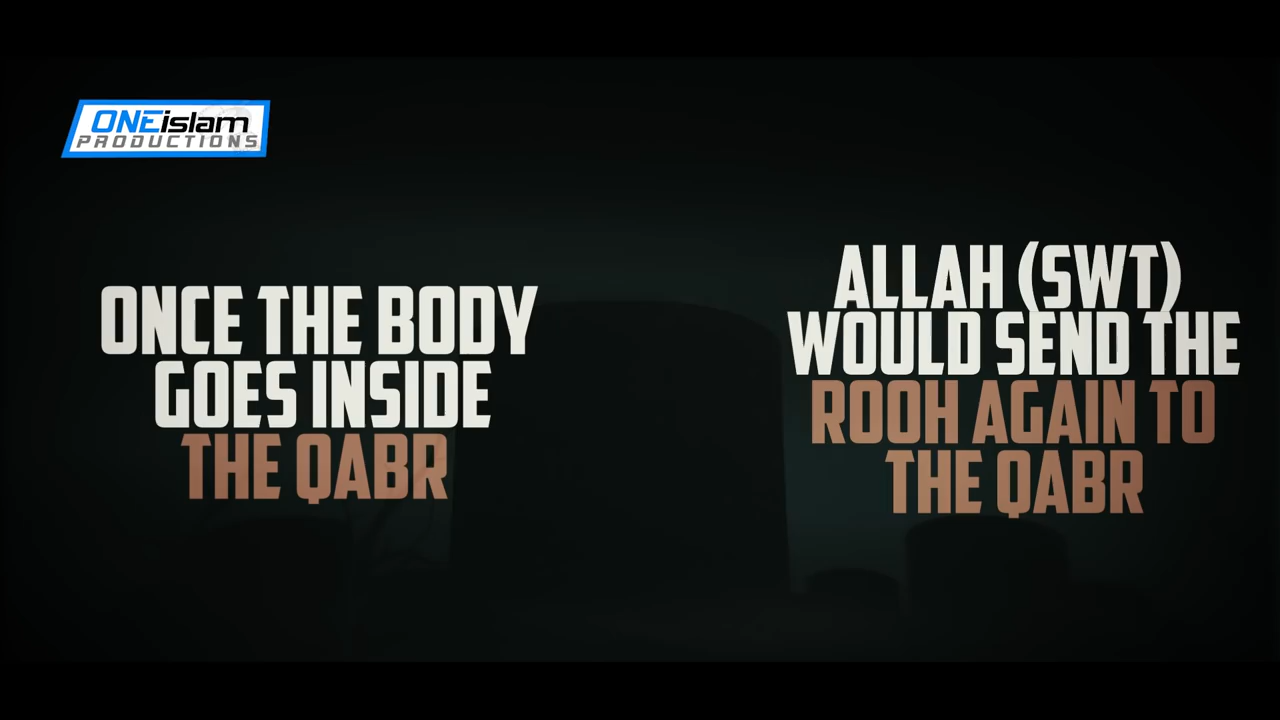 ONEislam
PRODUCTIONS
ONCE THE BODY
GOES INSIDE
THE QABR
ALLAH (SWT)
WOULD SEND THE
ROOH AGAIN TO
THE QABR